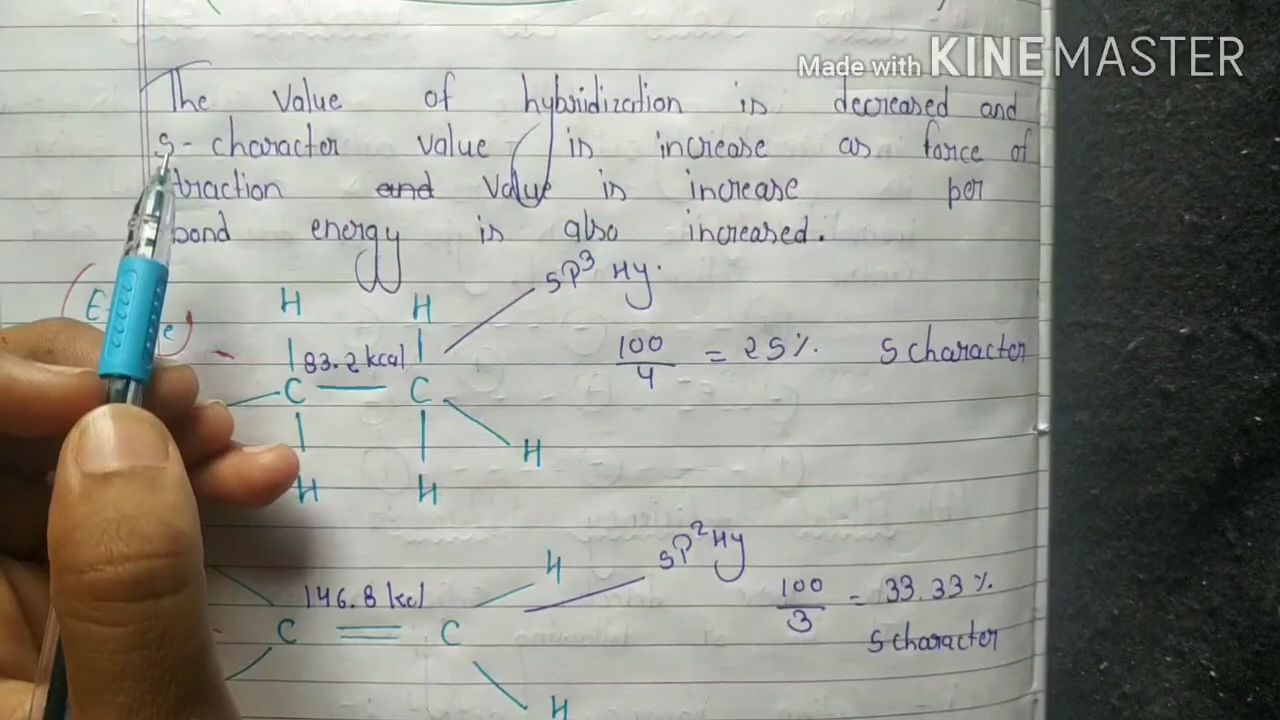 Made with KINEMASTER
The Value of hybridization is decreased and
S- character value is increase as force of
traction and Value is increase per
bond energy is also increased.
SP3 Hy.
H H
83.2 kcal
100/4 = 25%. S character
C C
H
H H
SP2 Hy
H
146.8 kcl
100/3 = 33.33%
C C
S character
H